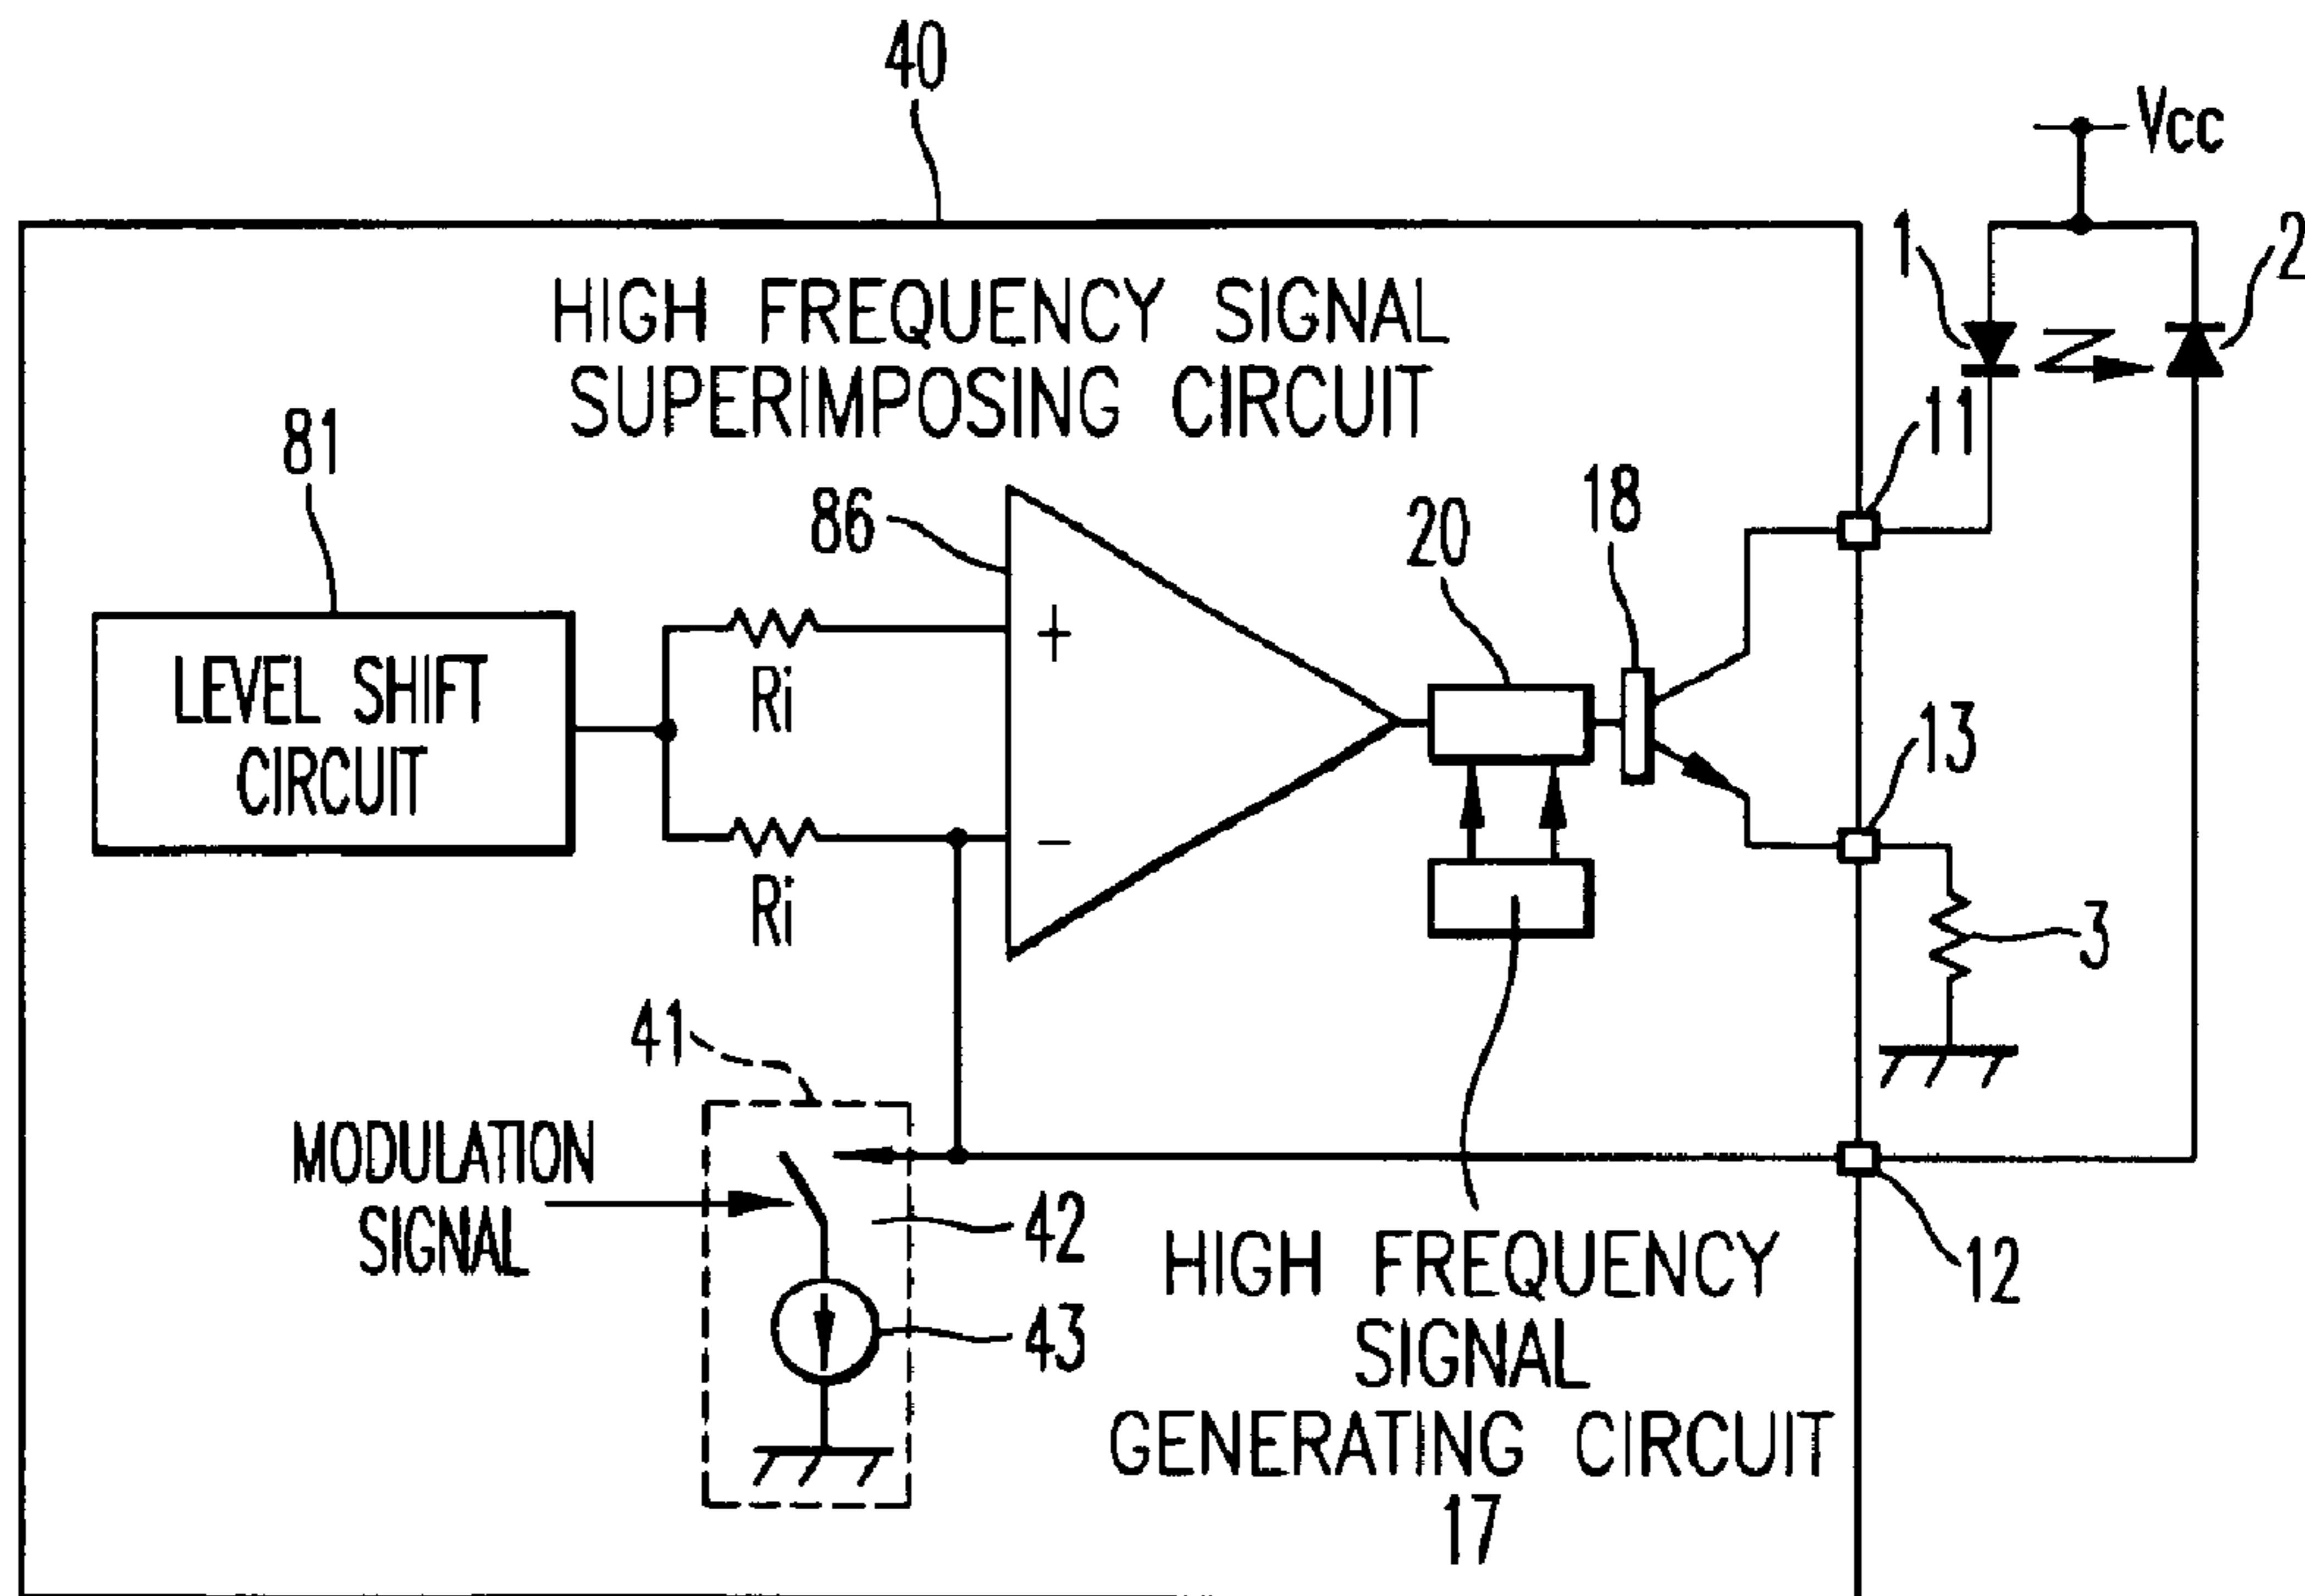 40
Vcc
1
2
HIGH FREQUENCY SIGNAL
SUPERIMPOSING CIRCUIT
81
86
20
18
11
LEVEL SHIFT
CIRCUIT
Ri
+
13
Ri
−
3
41
MODULATION
SIGNAL
42
43
12
HIGH FREQUENCY
SIGNAL
GENERATING CIRCUIT
17